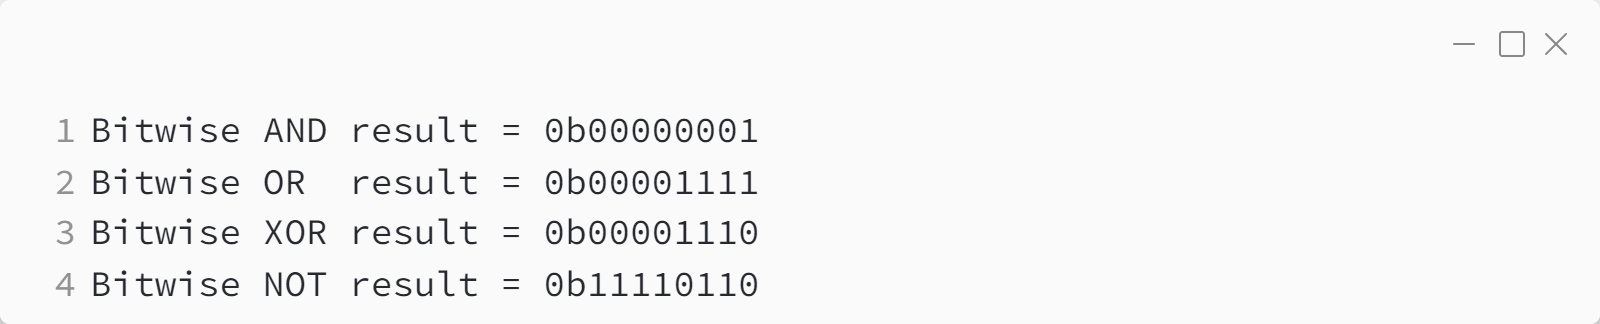 1 Bitwise AND result = 0b00000001
2 Bitwise OR  result = 0b00001111
3 Bitwise XOR result = 0b00001110
4 Bitwise NOT result = 0b11110110